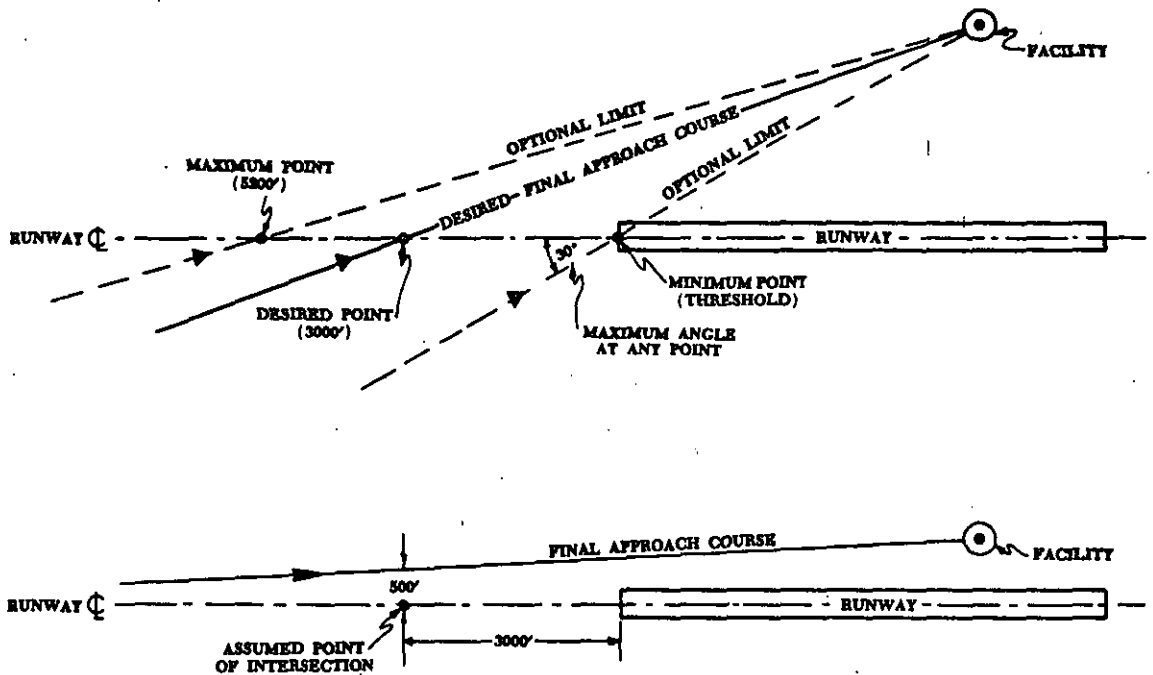 FACILITY
OPTIONAL LIMIT
DESIRED FINAL APPROACH COURSE
OPTIONAL LIMIT
MAXIMUM POINT
(5200')
RUNWAY ℄
RUNWAY
30°
MINIMUM POINT
(THRESHOLD)
DESIRED POINT
(3000')
MAXIMUM ANGLE
AT ANY POINT
FINAL APPROACH COURSE
FACILITY
500'
RUNWAY ℄
RUNWAY
3000'
ASSUMED POINT
OF INTERSECTION